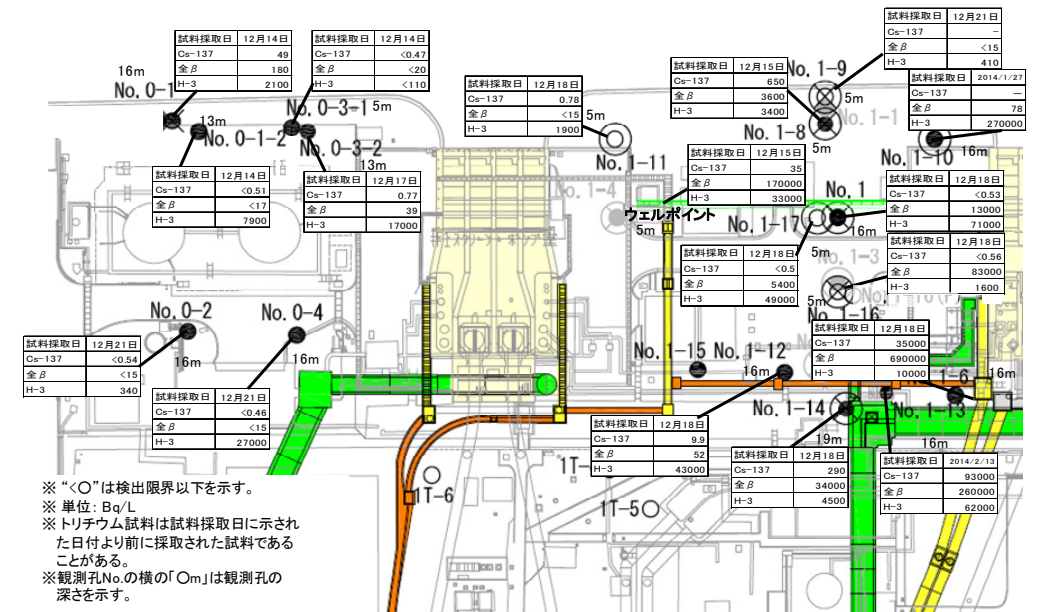 試料採取日 12月14日
Cs-137 49
全β 180
H-3 2100
16m
No. 0-1
試料採取日 12月14日
Cs-137 <0.47
全β <20
H-3 <110
No. 0-3-1 5m
13m
No. 0-1-2
No. 0-3-2
13m
試料採取日 12月14日
Cs-137 <0.51
全β <17
H-3 7900
試料採取日 12月17日
Cs-137 0.77
全β 39
H-3 17000
試料採取日 12月18日
Cs-137 0.78
全β <15
H-3 1900
5m
No. 1-11
試料採取日 12月15日
Cs-137 650
全β 3600
H-3 3400
No. 1-9
5m
試料採取日 12月21日
Cs-137 -
全β <15
H-3 410
No. 1-8
5m
No. 1-1
試料採取日 2014/1/27
Cs-137 —
全β 78
H-3 270000
No. 1-10 16m
試料採取日 12月15日
Cs-137 35
全β 170000
H-3 33000
No. 1-4
ウェルポイント
5m
No. 1
16m
No. 1-17
5m
試料採取日 12月18日
Cs-137 <0.53
全β 13000
H-3 71000
試料採取日 12月18日
Cs-137 <0.5
全β 5400
H-3 49000
No. 1-3
試料採取日 12月18日
Cs-137 <0.56
全β 83000
H-3 1600
5m
No. 1-16
No. 0-2
16m
No. 0-4
16m
試料採取日 12月21日
Cs-137 <0.54
全β <15
H-3 340
試料採取日 12月21日
Cs-137 <0.46
全β <15
H-3 27000
試料採取日 12月18日
Cs-137 35000
全β 690000
H-3 10000
No. 1-15 No. 1-12
16m
1-6
16m
No. 1-14
19m
No. 1-13
16m
試料採取日 12月18日
Cs-137 9.9
全β 52
H-3 43000
試料採取日 12月18日
Cs-137 290
全β 34000
H-3 4500
試料採取日 2014/2/13
Cs-137 93000
全β 260000
H-3 62000
1T-6
1T-
1T-5
※ “<〇”は検出限界以下を示す。
※ 単位: Bq/L
※ トリチウム試料は試料採取日に示され
た日付より前に採取された試料である
ことがある。
※観測孔No.の横の「〇m」は観測孔の
深さを示す。